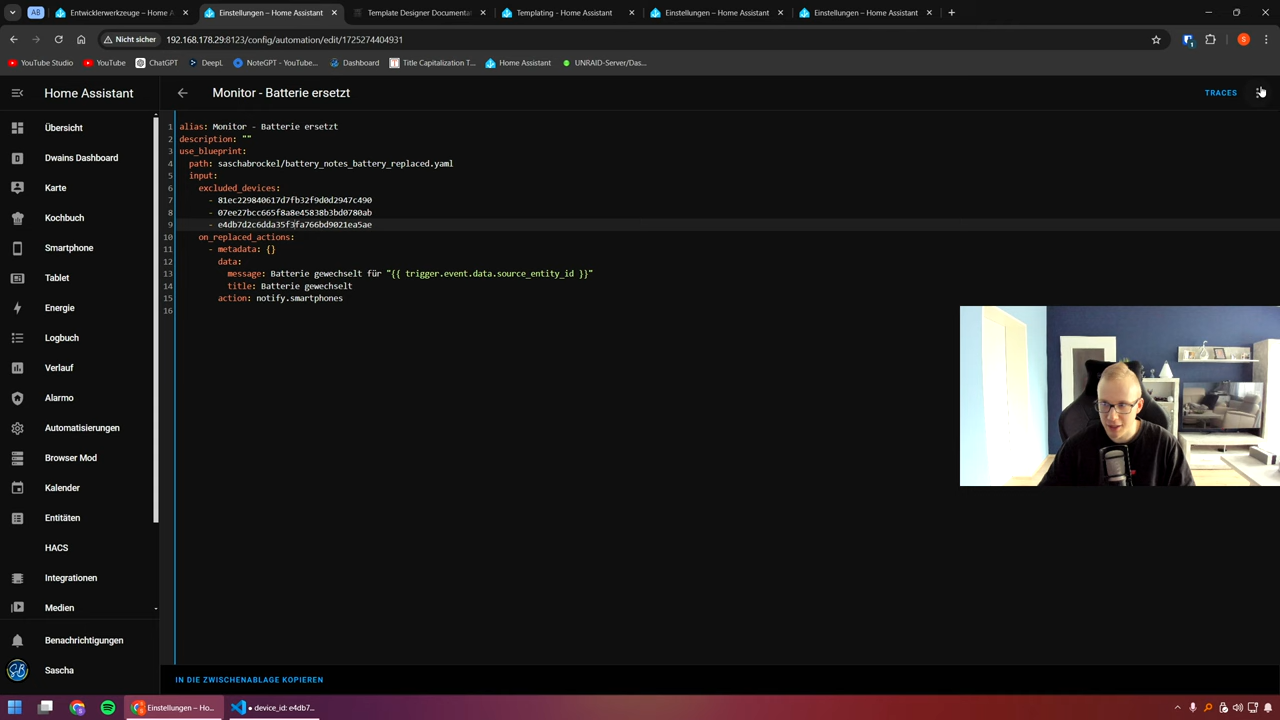 A8
Entwicklerwerkzeuge – Home A
Einstellungen – Home Assistant
Template Designer Documentat
Templating - Home Assistant
Einstellungen – Home Assistant
Einstellungen – Home Assistant
Nicht sicher
192.168.178.29:8123/config/automation/edit/1725274404931
S
YouTube Studio
YouTube
ChatGPT
DeepL
NoteGPT - YouTube...
Dashboard
Title Capitalization T...
Home Assistant
UNRAID-Server/Das...
Home Assistant
Monitor - Batterie ersetzt
TRACES
Übersicht
Dwains Dashboard
Karte
Kochbuch
Smartphone
Tablet
Energie
Logbuch
Verlauf
Alarmo
Automatisierungen
Browser Mod
Kalender
Entitäten
HACS
Integrationen
Medien
Benachrichtigungen
Sascha
1 alias: Monitor - Batterie ersetzt
2 description: ""
3 use_blueprint:
4 path: saschabrockel/battery_notes_battery_replaced.yaml
5 input:
6 excluded_devices:
7 - 81ec229840617d7fb32f9d0d2947c490
8 - 07ee27bcc665f8a8e45838b3bd0780ab
9 - e4db7d2c6dda35f3fa766bd9021ea5ae
10 on_replaced_actions:
11 - metadata: {}
12 data:
13 message: Batterie gewechselt für "{{ trigger.event.data.source_entity_id }}"
14 title: Batterie gewechselt
15 action: notify.smartphones
16
IN DIE ZWISCHENABLAGE KOPIEREN
Einstellungen – Ho...
● device_id: e4db7...